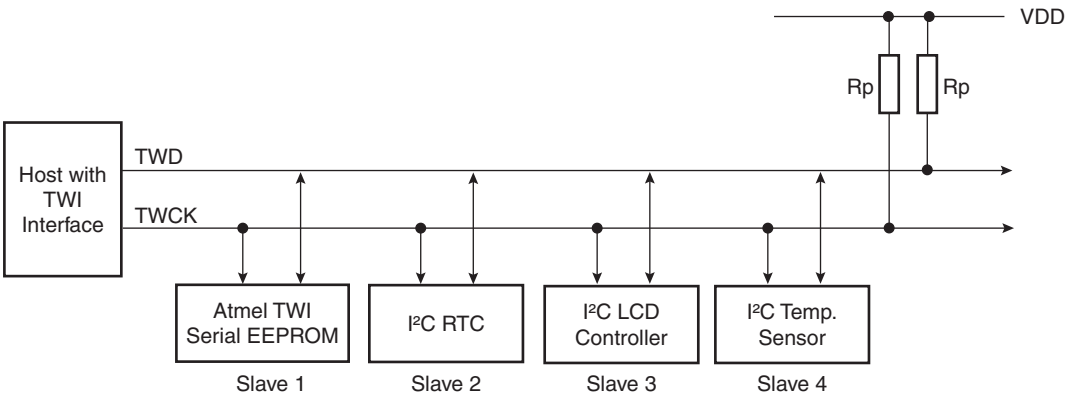 VDD
Rp Rp
Host with
TWI
Interface
TWD
TWCK
Atmel TWI
Serial EEPROM
I²C RTC
I²C LCD
Controller
I²C Temp.
Sensor
Slave 1
Slave 2
Slave 3
Slave 4